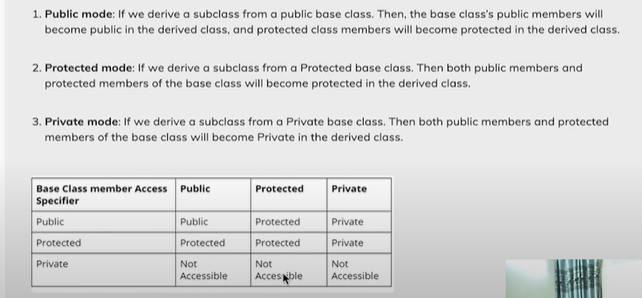 1. Public mode: If we derive a subclass from a public base class. Then, the base class's public members will
become public in the derived class, and protected class members will become protected in the derived class.
2. Protected mode: If we derive a subclass from a Protected base class. Then both public members and
protected members of the base class will become protected in the derived class.
3. Private mode: If we derive a subclass from a Private base class. Then both public members and protected
members of the base class will become Private in the derived class.
Base Class member Access Specifier Public Protected Private
Public Public Protected Private
Protected Protected Protected Private
Private Not Accessible Not Accessible Not Accessible